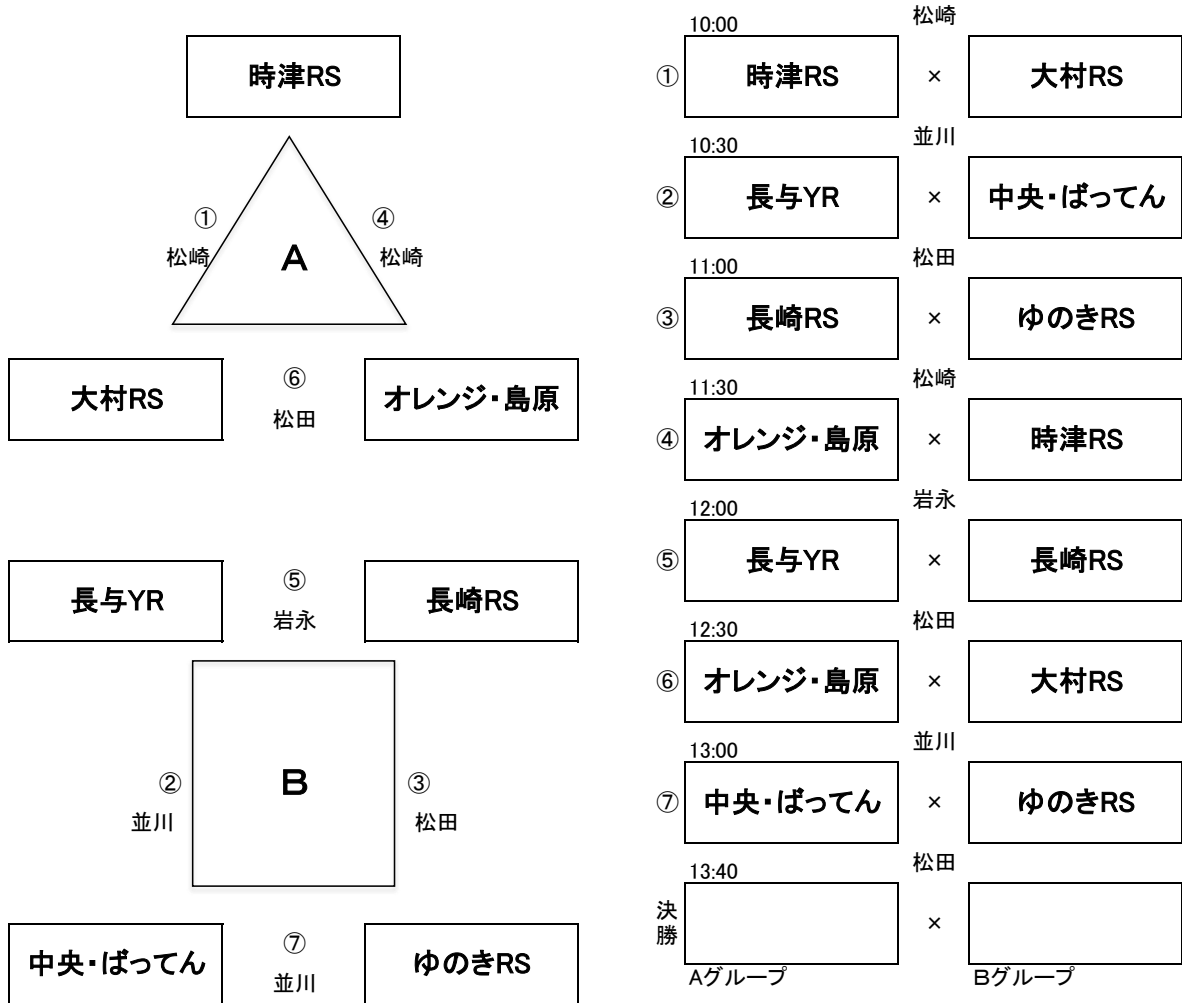 時津RS
①
④
松崎
A
松崎
大村RS
⑥
オレンジ・島原
松田
長与YR
⑤
長崎RS
岩永
②
B
③
並川
松田
中央・ばってん
⑦
ゆのきRS
並川
10:00 松崎
① 時津RS × 大村RS
10:30 並川
② 長与YR × 中央・ばってん
11:00 松田
③ 長崎RS × ゆのきRS
11:30 松崎
④ オレンジ・島原 × 時津RS
12:00 岩永
⑤ 長与YR × 長崎RS
12:30 松田
⑥ オレンジ・島原 × 大村RS
13:00 並川
⑦ 中央・ばってん × ゆのきRS
13:40 松田
決勝 ×
Aグループ Bグループ